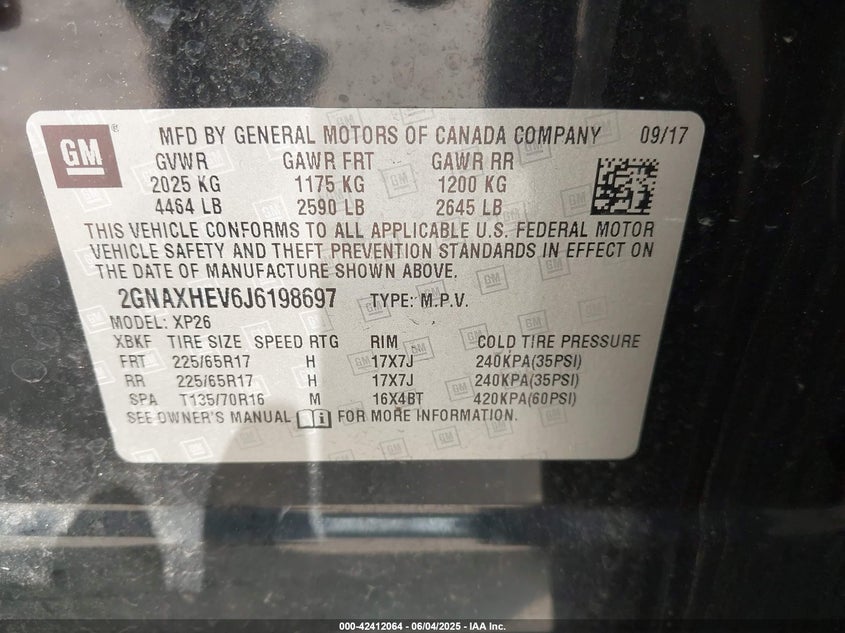 GM ® MFD BY GENERAL MOTORS OF CANADA COMPANY 09/17
GVWR GAWR FRT GAWR RR
2025 KG 1175 KG 1200 KG
4464 LB 2590 LB 2645 LB
THIS VEHICLE CONFORMS TO ALL APPLICABLE U.S. FEDERAL MOTOR
VEHICLE SAFETY AND THEFT PREVENTION STANDARDS IN EFFECT ON
THE DATE OF MANUFACTURE SHOWN ABOVE.
2GNAXHEV6J6198697 TYPE: M.P.V.
MODEL: XP26
XBKF TIRE SIZE SPEED RTG RIM COLD TIRE PRESSURE
FRT 225/65R17 H 17X7J 240KPA(35PSI)
RR 225/65R17 H 17X7J 240KPA(35PSI)
SPA T135/70R16 M 16X4BT 420KPA(60PSI)
SEE OWNER'S MANUAL FOR MORE INFORMATION.
000-42412064 - 06/04/2025 - IAA Inc.